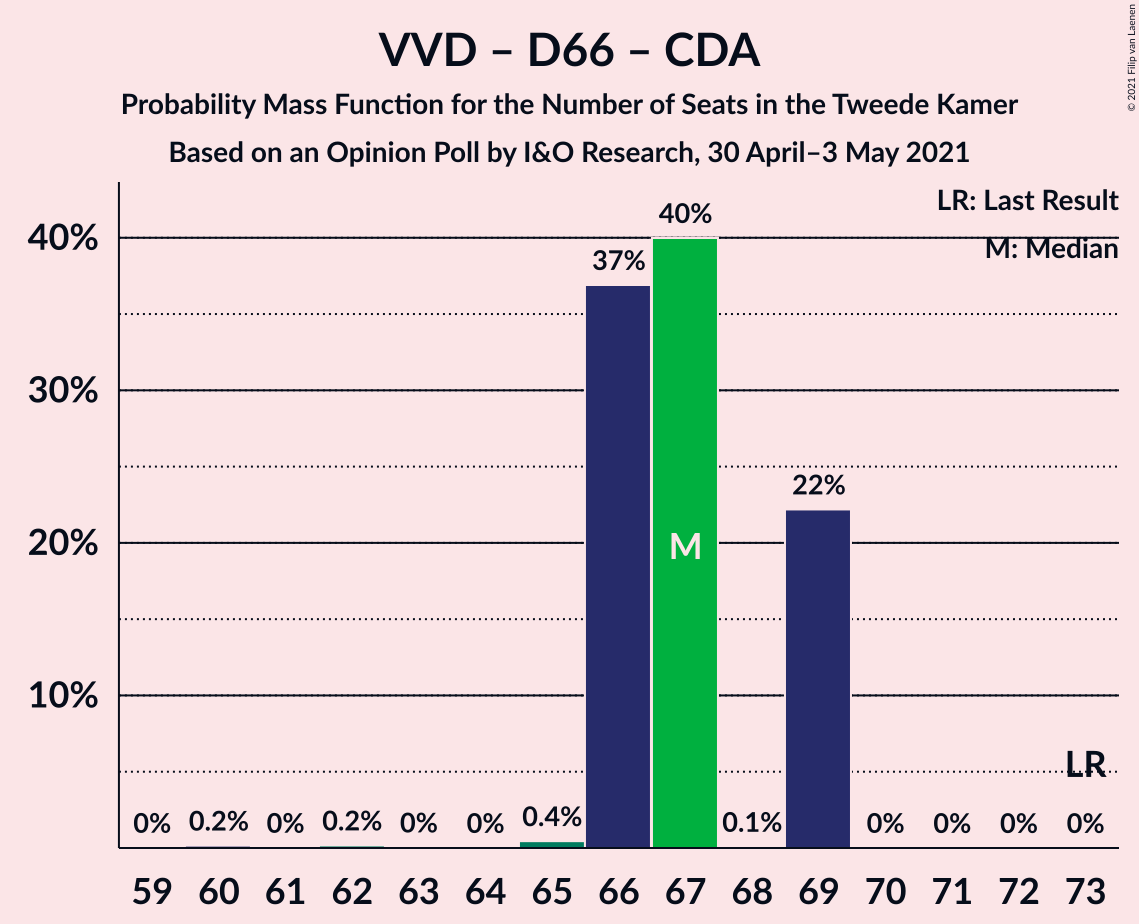 VVD – D66 – CDA
Probability Mass Function for the Number of Seats in the Tweede Kamer
Based on an Opinion Poll by I&O Research, 30 April–3 May 2021
© 2021 Filip van Laenen
LR: Last Result
M: Median
40%
30%
20%
10%
0% 0.2% 0% 0.2% 0% 0% 0.4% 37% 40% 0.1% 22% 0% 0% 0% 0%
M
LR
59 60 61 62 63 64 65 66 67 68 69 70 71 72 73